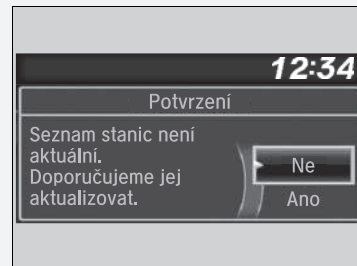 12:34
Potvrzení
Seznam stanic není
aktuální.
Doporučujeme jej
aktualizovat.
Ne
Ano